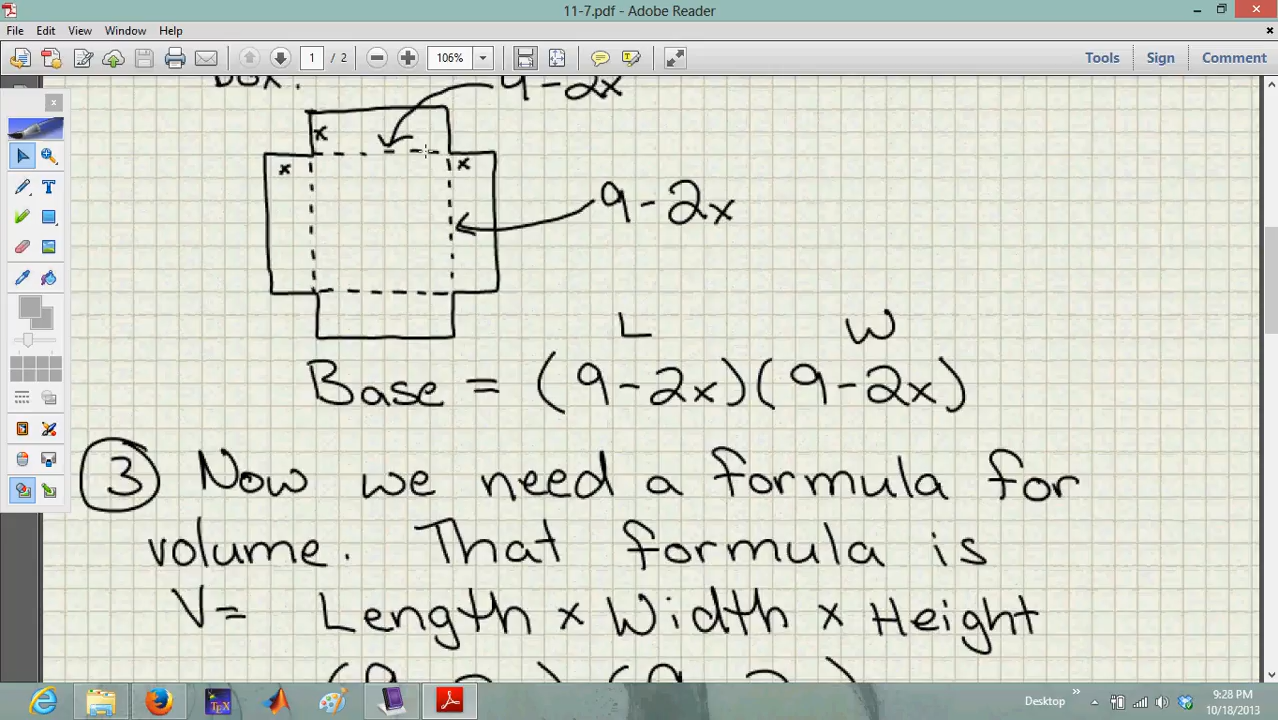 11-7.pdf - Adobe Reader
File Edit View Window Help
1 / 2 106% Tools Sign Comment
Box.
9-2x
x
x x
9-2x
L W
Base = (9-2x)(9-2x)
3 Now we need a formula for
volume. That formula is
V= Length x Width x Height
Desktop
9:28 PM
10/18/2013